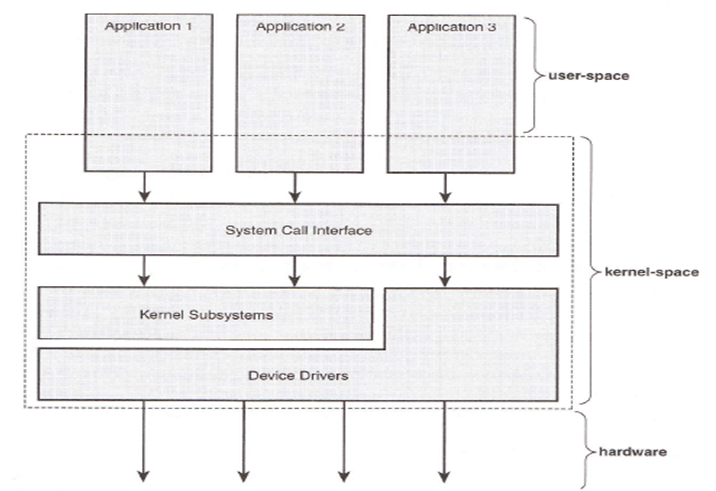 Application 1
Application 2
Application 3
user-space
System Call Interface
kernel-space
Kernel Subsystems
Device Drivers
hardware